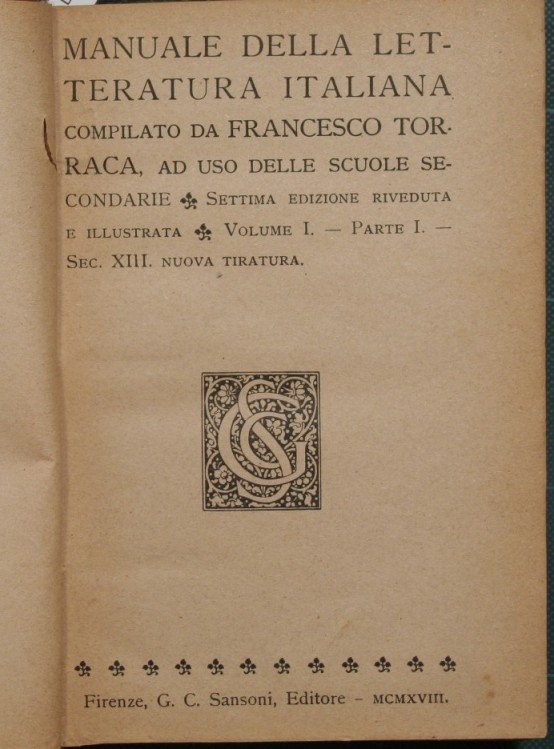 MANUALE DELLA LET-
TERATURA ITALIANA
COMPILATO DA FRANCESCO TOR-
RACA, AD USO DELLE SCUOLE SE-
CONDARIE SETTIMA EDIZIONE RIVEDUTA
E ILLUSTRATA VOLUME I. — PARTE I. —
SEC. XIII. NUOVA TIRATURA.
GCS
Firenze, G. C. Sansoni, Editore - MCMXVIII.